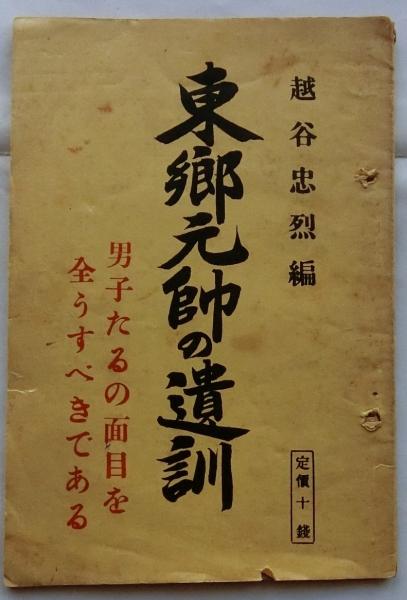 越谷忠烈編
東鄉元帥の遺訓
男子たるの面目を
全うすべきである
定價十錢